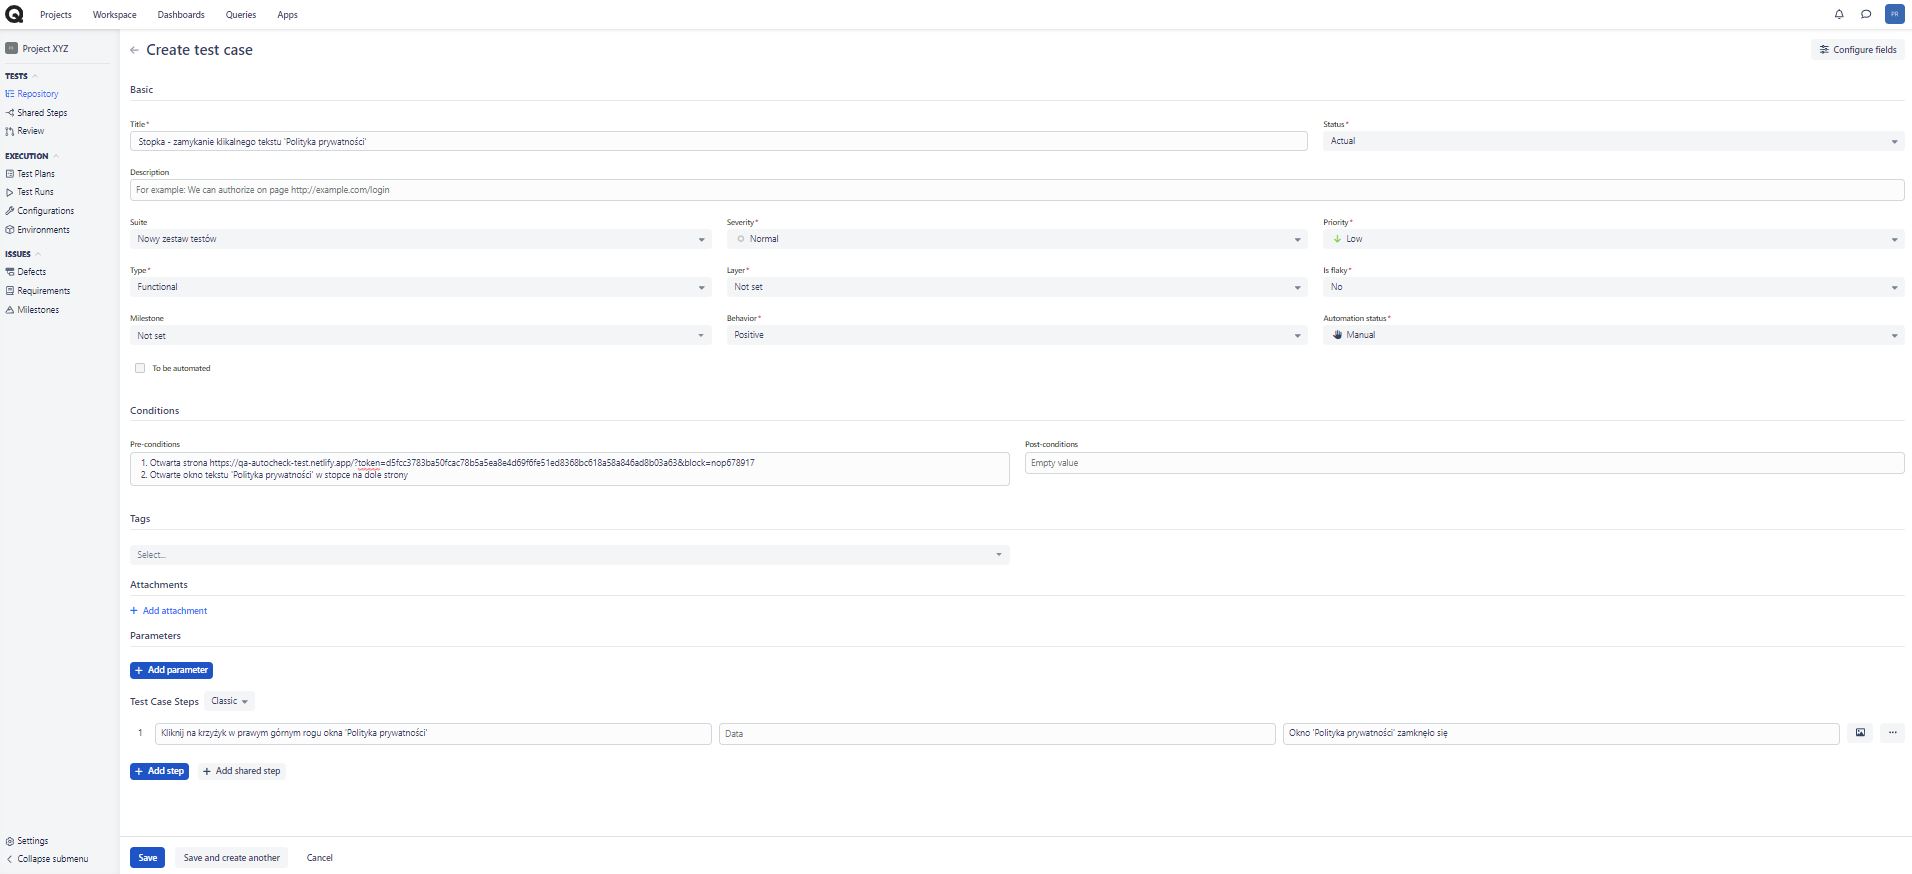 Projects Workspace Dashboards Queries Apps PR
Project XYZ
TESTS
Repository
Shared Steps
Review
EXECUTION
Test Plans
Test Runs
Configurations
Environments
ISSUES
Defects
Requirements
Milestones
Settings
Collapse submenu
Create test case
Configure fields
Basic
Title*
Stopka - zamykanie klikalnego tekstu 'Polityka prywatności'
Status*
Actual
Description
For example: We can authorize on page http://example.com/login
Suite
Nowy zestaw testów
Severity*
Normal
Priority*
Low
Type*
Functional
Layer*
Not set
Is flaky*
No
Milestone
Not set
Behavior*
Positive
Automation status*
Manual
To be automated
Conditions
Pre-conditions
1. Otwarta strona https://qa-autocheck-test.netlify.app/?token=d5fcc3783ba50fcac78b5a5ea8e4d69f6fe51ed8368bc618a58a846ad8b03a63&block=nop678917
2. Otwarte okno tekstu 'Polityka prywatności' w stopce na dole strony
Post-conditions
Empty value
Tags
Select...
Attachments
+ Add attachment
Parameters
+ Add parameter
Test Case Steps Classic
1 Kliknij na krzyżyk w prawym górnym rogu okna 'Polityka prywatności' Data Okno 'Polityka prywatności' zamknęło się
+ Add step + Add shared step
Save Save and create another Cancel